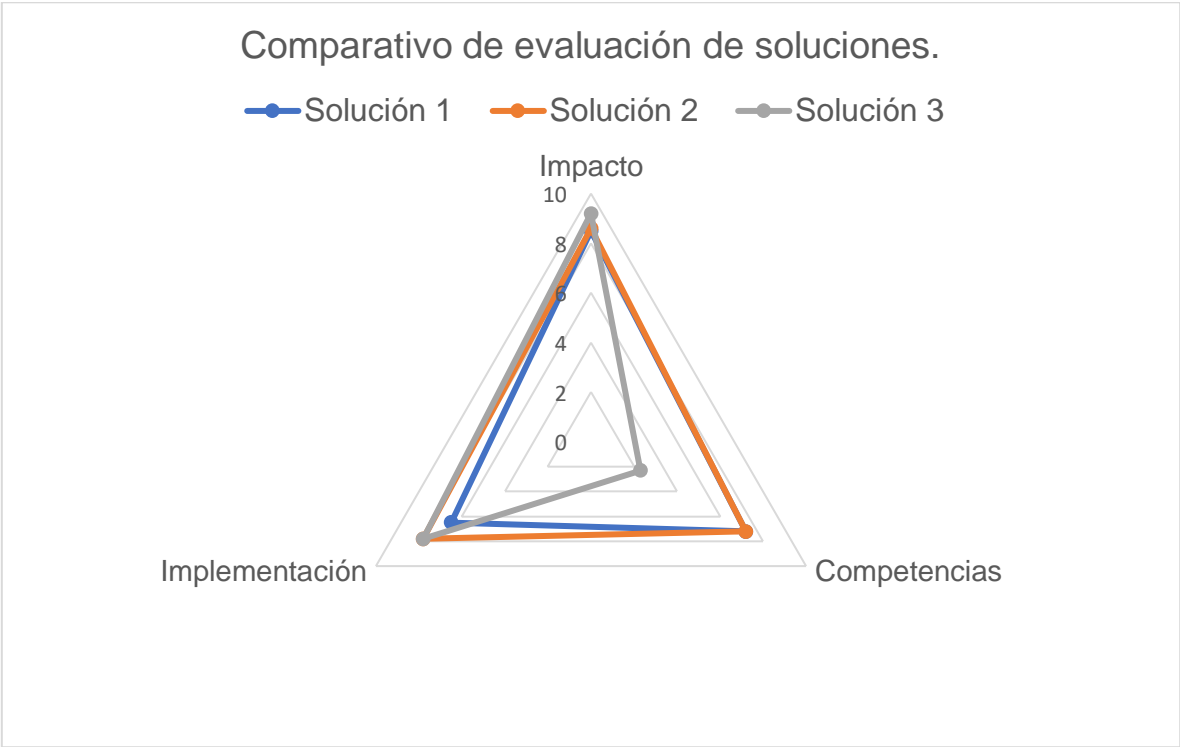 Comparativo de evaluación de soluciones.
Solución 1 Solución 2 Solución 3
Impacto
10
8
6
4
2
0
Implementación Competencias